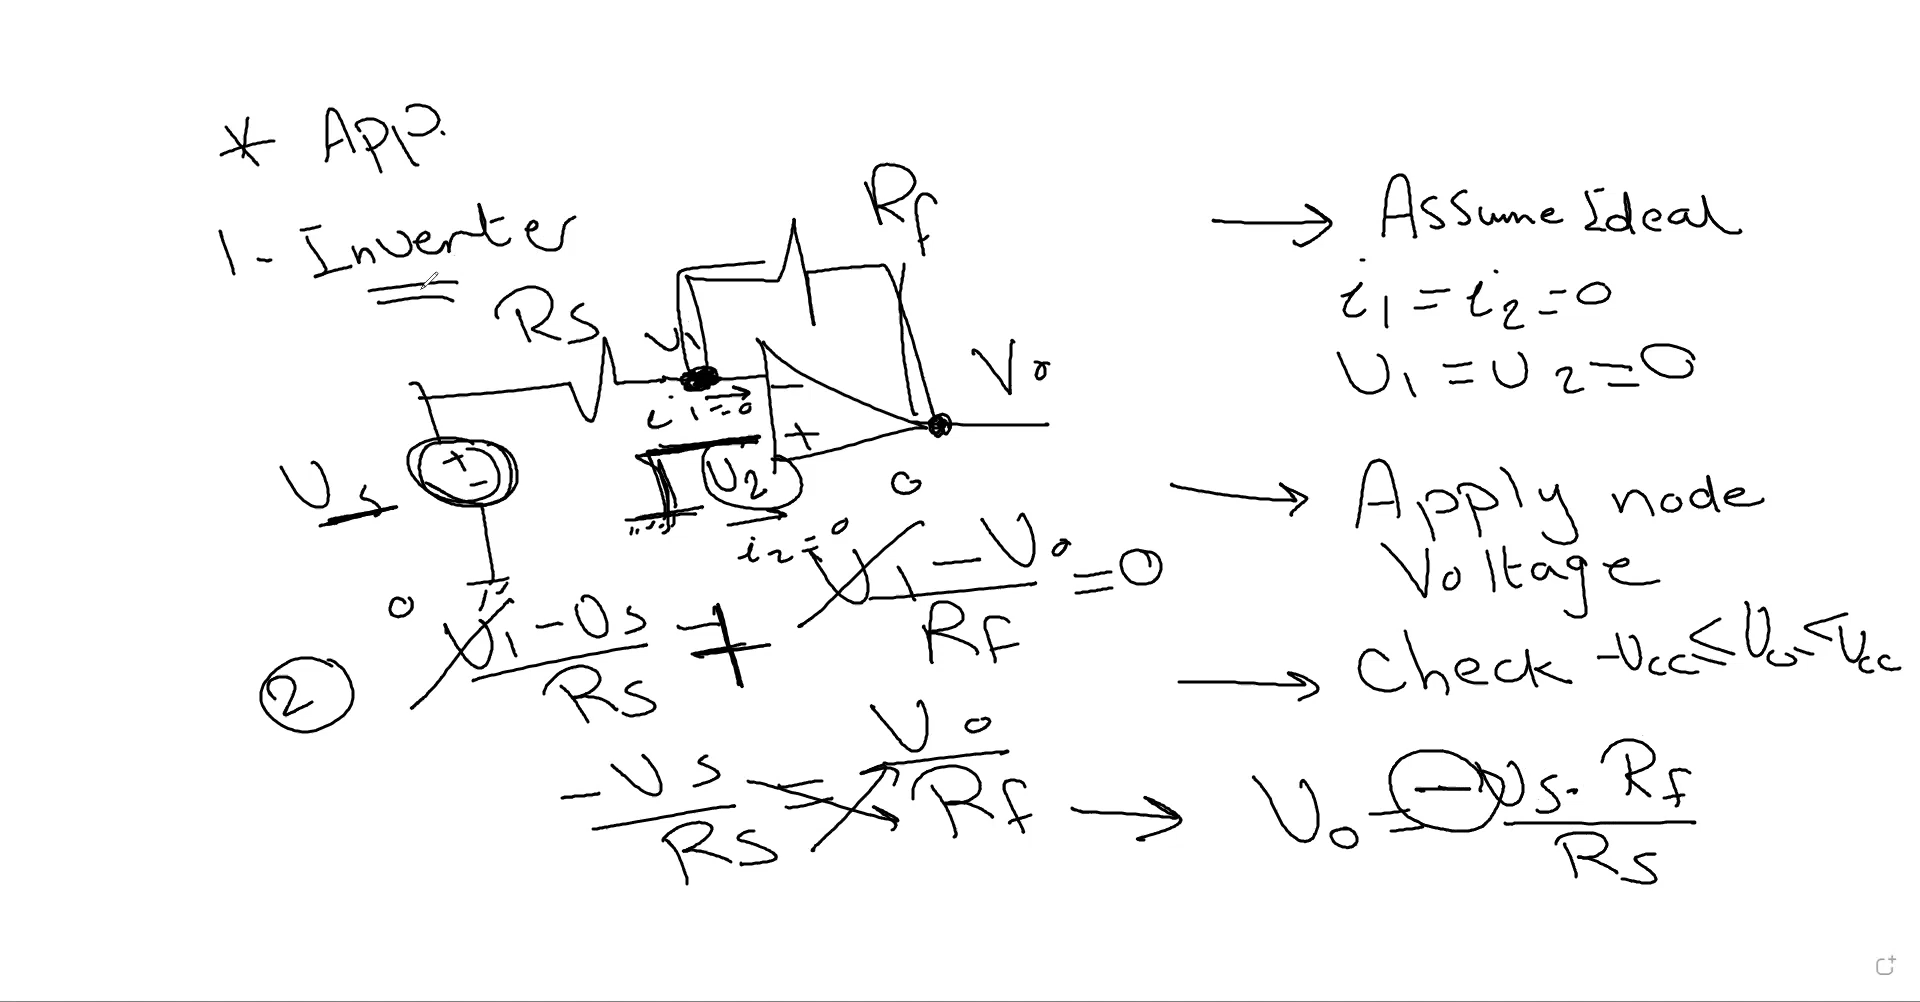 * App.
1 - Inverter
Rf
Rs
V1
i1=0
-
+
Vo
Vs
+
-
V2
i2=0
→ Assume Ideal
i1 = i2 = 0
V1 = V2 = 0
→ Apply node
Voltage
→ Check -Vcc ≤ Vo ≤ Vcc
2
0 0
V1 - Vs / Rs + V1 - Vo / Rf = 0
-Vs / Rs = Vo / Rf → Vo = - Vs . Rf / Rs